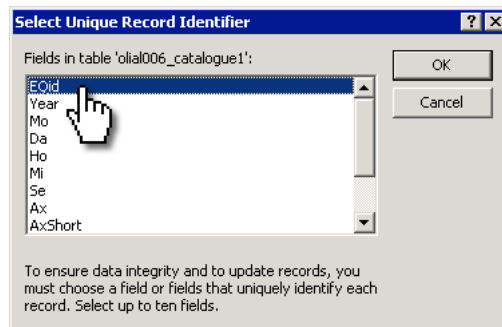 Select Unique Record Identifier
Fields in table 'olial006_catalogue1':
EQid
Year
Mo
Da
Ho
Mi
Se
Ax
AxShort
OK
Cancel
To ensure data integrity and to update records, you
must choose a field or fields that uniquely identify each
record. Select up to ten fields.